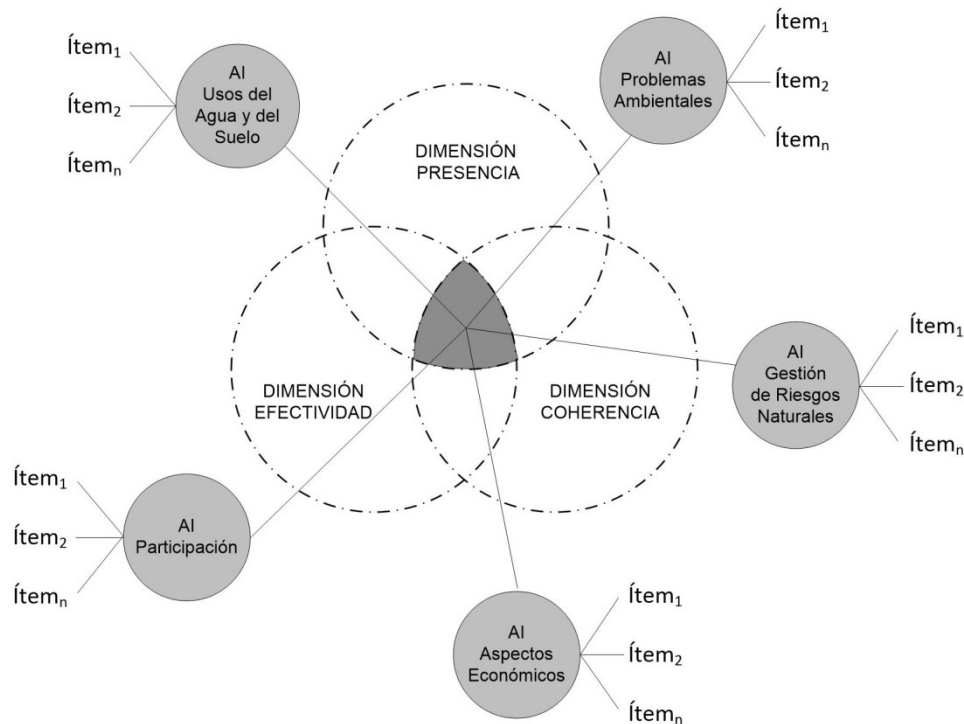 Ítem₁
Ítem₂
Ítemₙ
AI
Usos del
Agua y del
Suelo
AI
Problemas
Ambientales
Ítem₁
Ítem₂
Ítemₙ
DIMENSIÓN
PRESENCIA
DIMENSIÓN
EFECTIVIDAD
DIMENSIÓN
COHERENCIA
AI
Gestión
de Riesgos
Naturales
Ítem₁
Ítem₂
Ítemₙ
Ítem₁
Ítem₂
Ítemₙ
AI
Participación
AI
Aspectos
Económicos
Ítem₁
Ítem₂
Ítemₙ